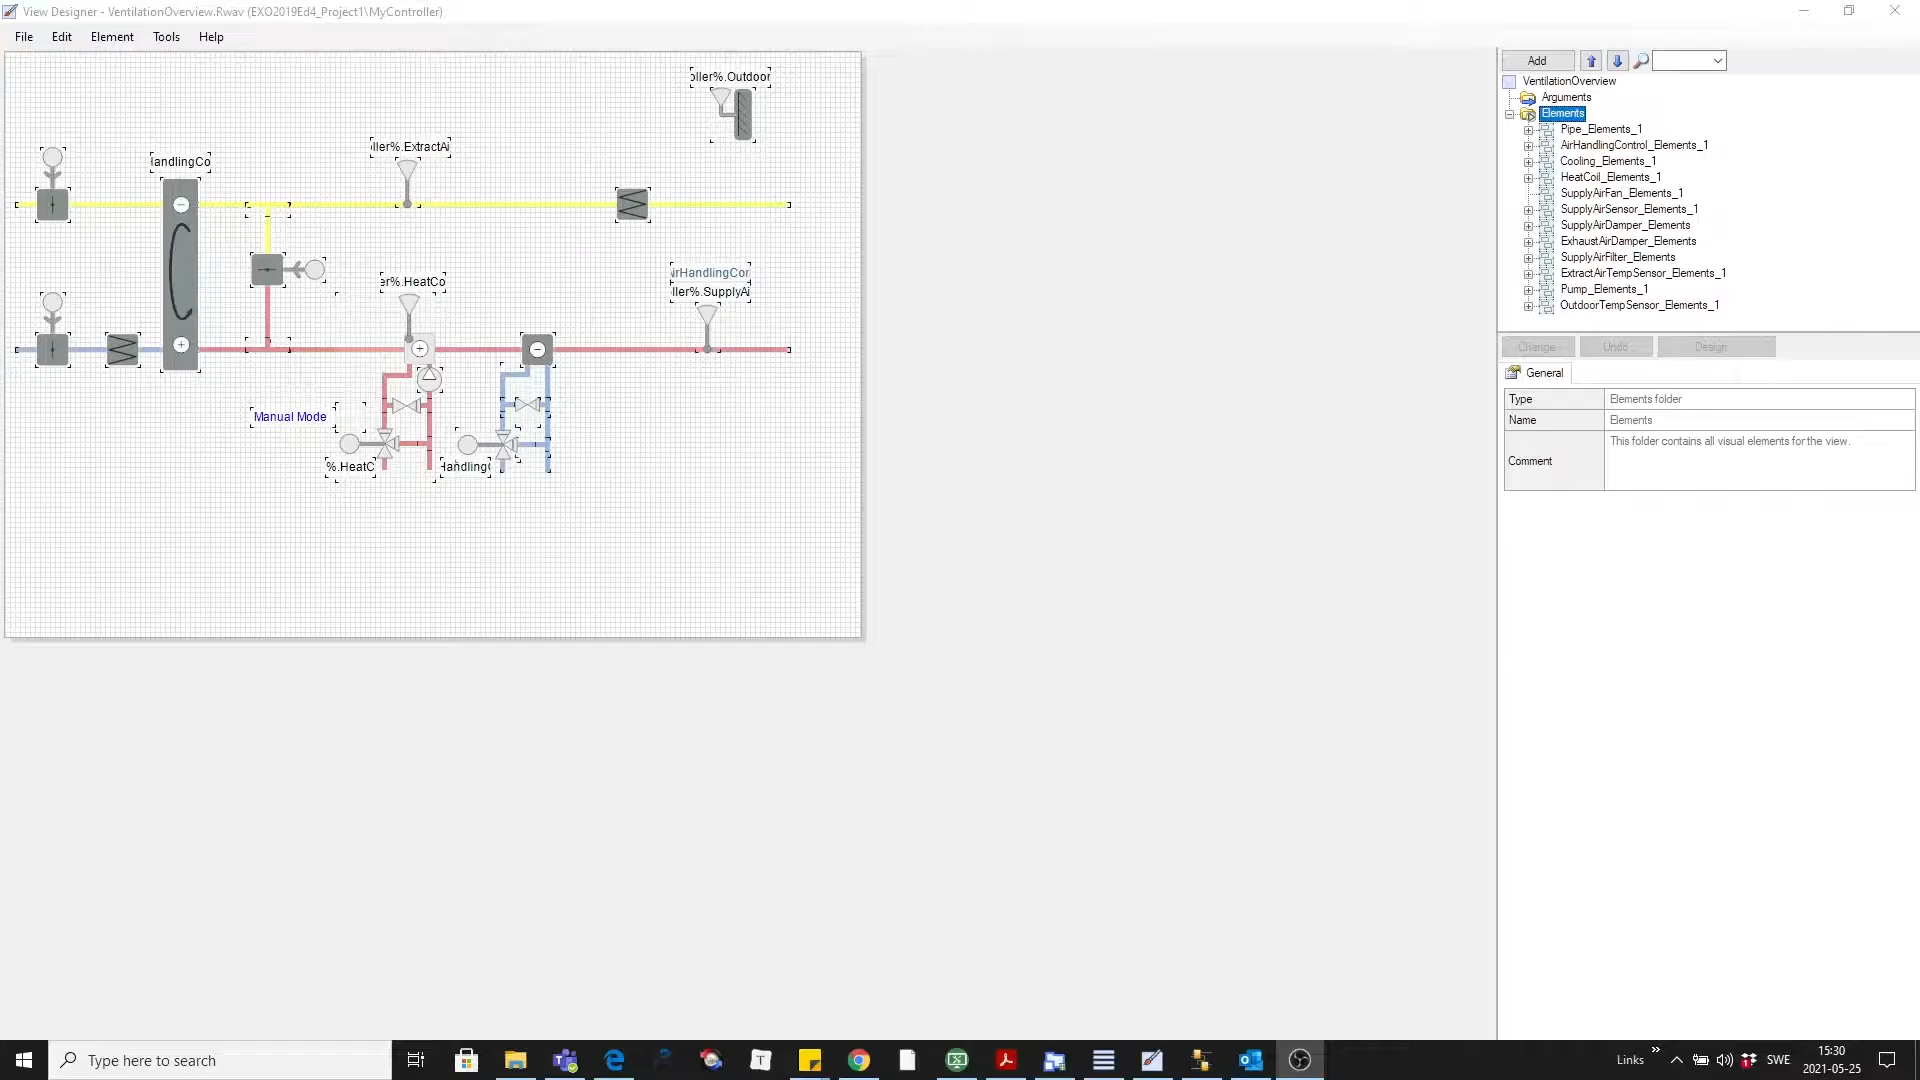 View Designer - VentilationOverview.Rwav (EXO2019Ed4_Project1\MyController)
File Edit Element Tools Help
oller%.Outdoor
iller%.ExtractAi
landlingCo
er%.HeatCo
irHandlingCor
ller%.SupplyAi
Manual Mode
%.HeatC
Handling(
Add
VentilationOverview
Arguments
Elements
Pipe_Elements_1
AirHandlingControl_Elements_1
Cooling_Elements_1
HeatCoil_Elements_1
SupplyAirFan_Elements_1
SupplyAirSensor_Elements_1
SupplyAirDamper_Elements
ExhaustAirDamper_Elements
SupplyAirFilter_Elements
ExtractAirTempSensor_Elements_1
Pump_Elements_1
OutdoorTempSensor_Elements_1
Change Undo Design
General
Type Elements folder
Name Elements
Comment This folder contains all visual elements for the view.
Type here to search
Links
SWE
15:30
2021-05-25